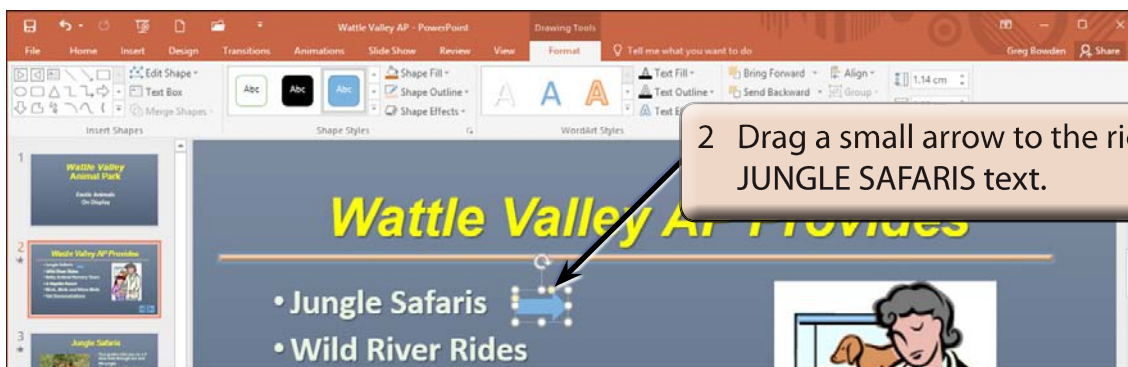 Wattle Valley AP - PowerPoint
Drawing Tools
File Home Insert Design Transitions Animations Slide Show Review View Format Tell me what you want to do
Greg Bowden Share
Edit Shape
Text Box
Merge Shapes
Insert Shapes
Abc Abc Abc
Shape Fill
Shape Outline
Shape Effects
Shape Styles
A A A
Text Fill
Text Outline
Text Ef
WordArt Styles
Bring Forward
Send Backward
Align
Group
1.14 cm
2 Drag a small arrow to the ri
JUNGLE SAFARIS text.
1
Wattle Valley
Animal Park
Exotic Animals
On Display
2
Wattle Valley AP Provides
3
Jungle Safaris
Wattle Valley AP Provides
• Jungle Safaris
• Wild River Rides